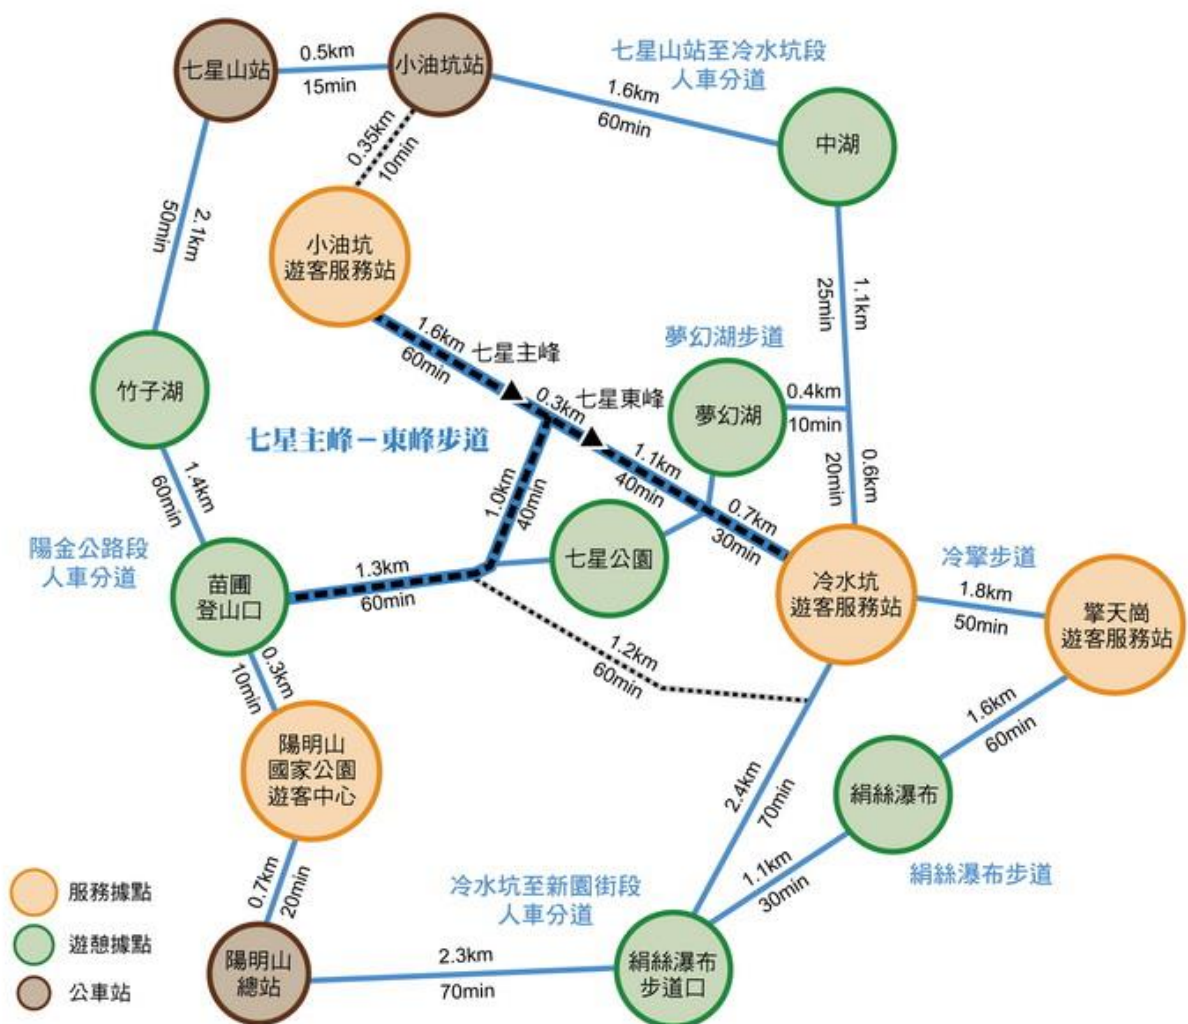 七星山站
0.5km
15min
小油坑站
七星山站至冷水坑段
人車分道
1.6km
60min
中湖
0.35km
10min
2.1km
50min
小油坑
遊客服務站
1.1km
25min
1.6km
60min
七星主峰
夢幻湖步道
竹子湖
0.3km
七星東峰
夢幻湖
0.4km
10min
七星主峰－東峰步道
1.1km
40min
0.6km
20min
1.4km
60min
1.0km
40min
0.7km
30min
陽金公路段
人車分道
七星公園
苗圃
登山口
1.3km
60min
冷水坑
遊客服務站
冷擎步道
1.8km
50min
擎天崗
遊客服務站
0.3km
10min
1.2km
60min
陽明山
國家公園
遊客中心
1.6km
60min
2.4km
70min
絹絲瀑布
0.7km
20min
1.1km
30min
絹絲瀑布步道
冷水坑至新園街段
人車分道
服務據點
遊憩據點
公車站
陽明山
總站
2.3km
70min
絹絲瀑布
步道口